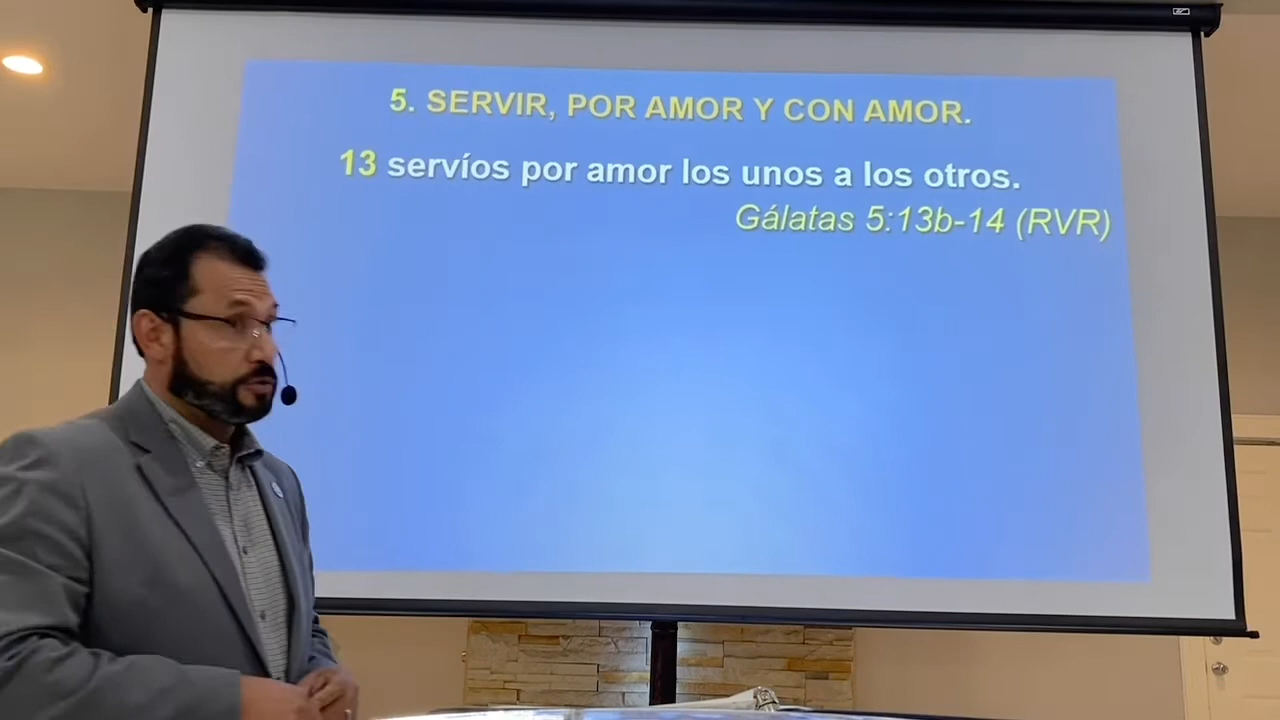 5. SERVIR, POR AMOR Y CON AMOR.
13 servíos por amor los unos a los otros.
Gálatas 5:13b-14 (RVR)